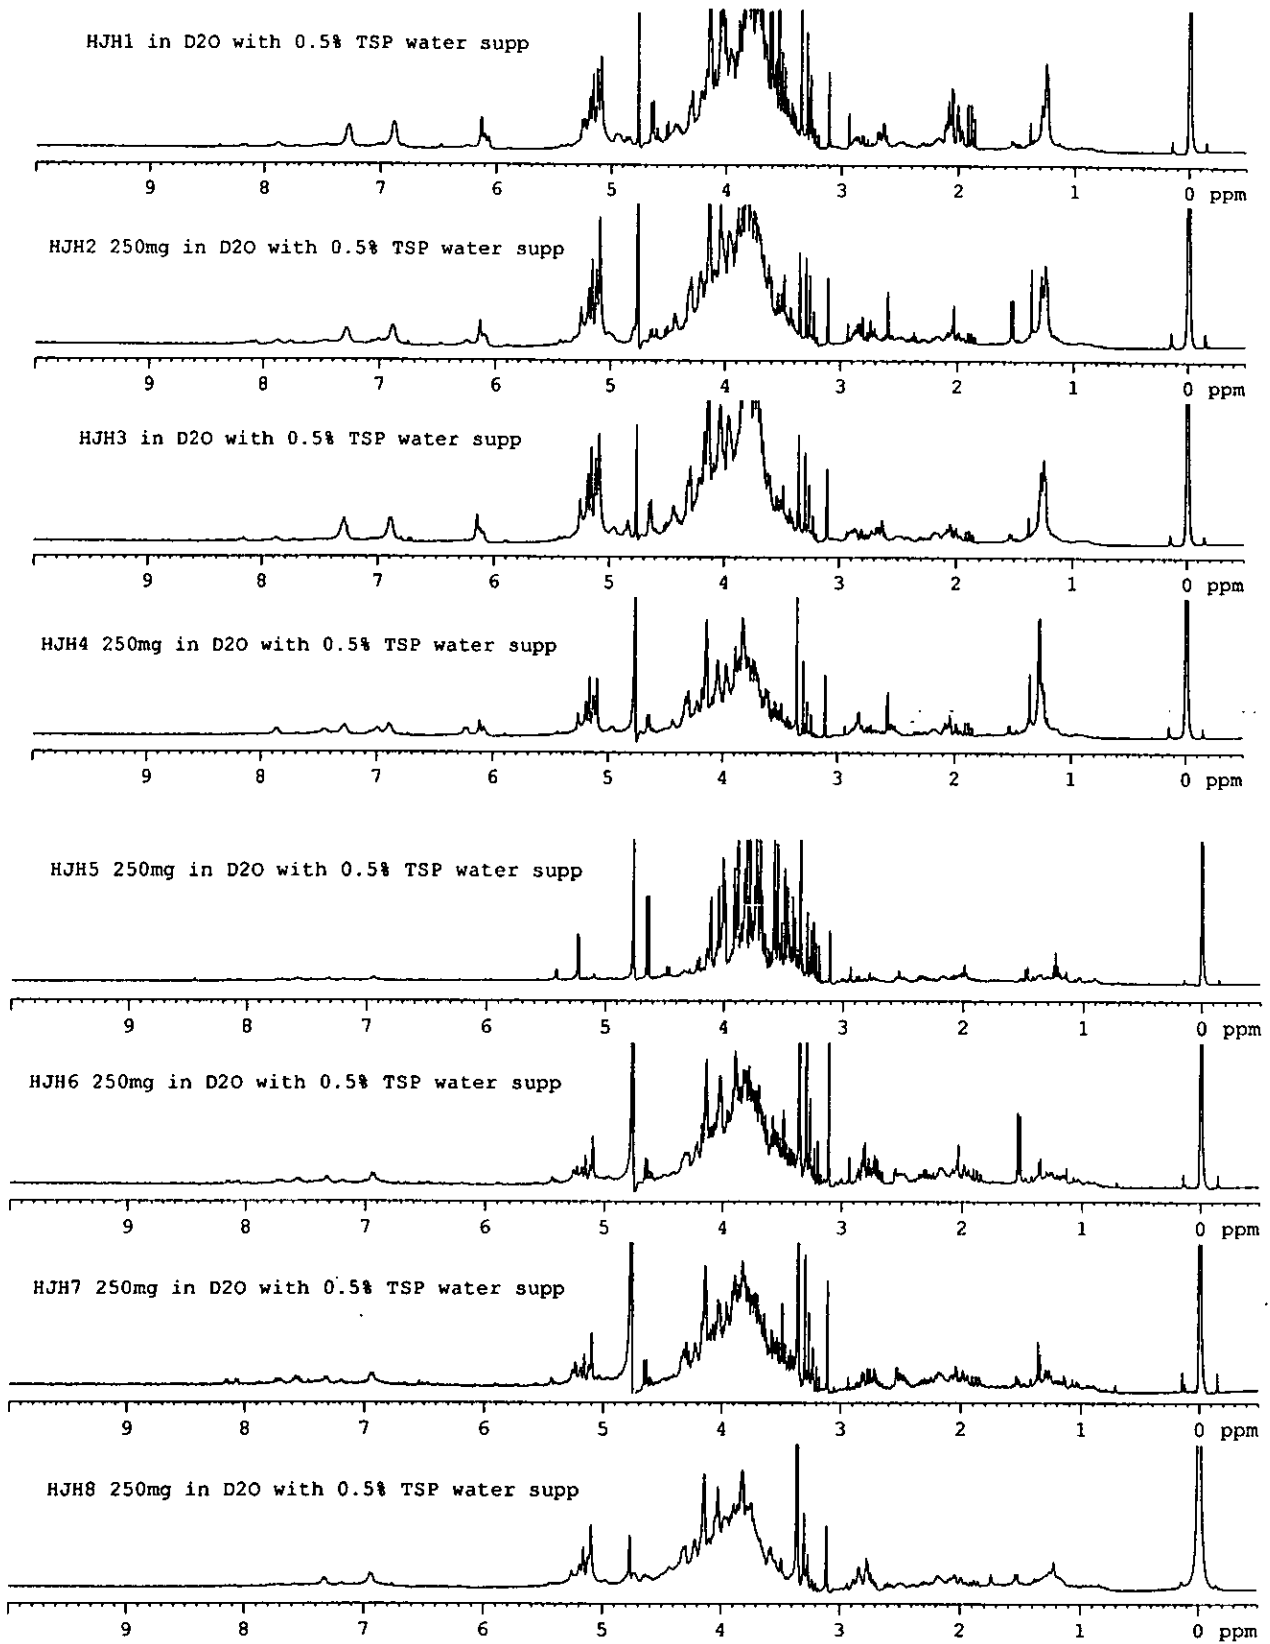 HJH1 in D2O with 0.5% TSP water supp
9 8 7 6 5 4 3 2 1 0 ppm
HJH2 250mg in D2O with 0.5% TSP water supp
9 8 7 6 5 4 3 2 1 0 ppm
HJH3 in D2O with 0.5% TSP water supp
9 8 7 6 5 4 3 2 1 0 ppm
HJH4 250mg in D2O with 0.5% TSP water supp
9 8 7 6 5 4 3 2 1 0 ppm
HJH5 250mg in D2O with 0.5% TSP water supp
9 8 7 6 5 4 3 2 1 0 ppm
HJH6 250mg in D2O with 0.5% TSP water supp
9 8 7 6 5 4 3 2 1 0 ppm
HJH7 250mg in D2O with 0.5% TSP water supp
9 8 7 6 5 4 3 2 1 0 ppm
HJH8 250mg in D2O with 0.5% TSP water supp
9 8 7 6 5 4 3 2 1 0 ppm